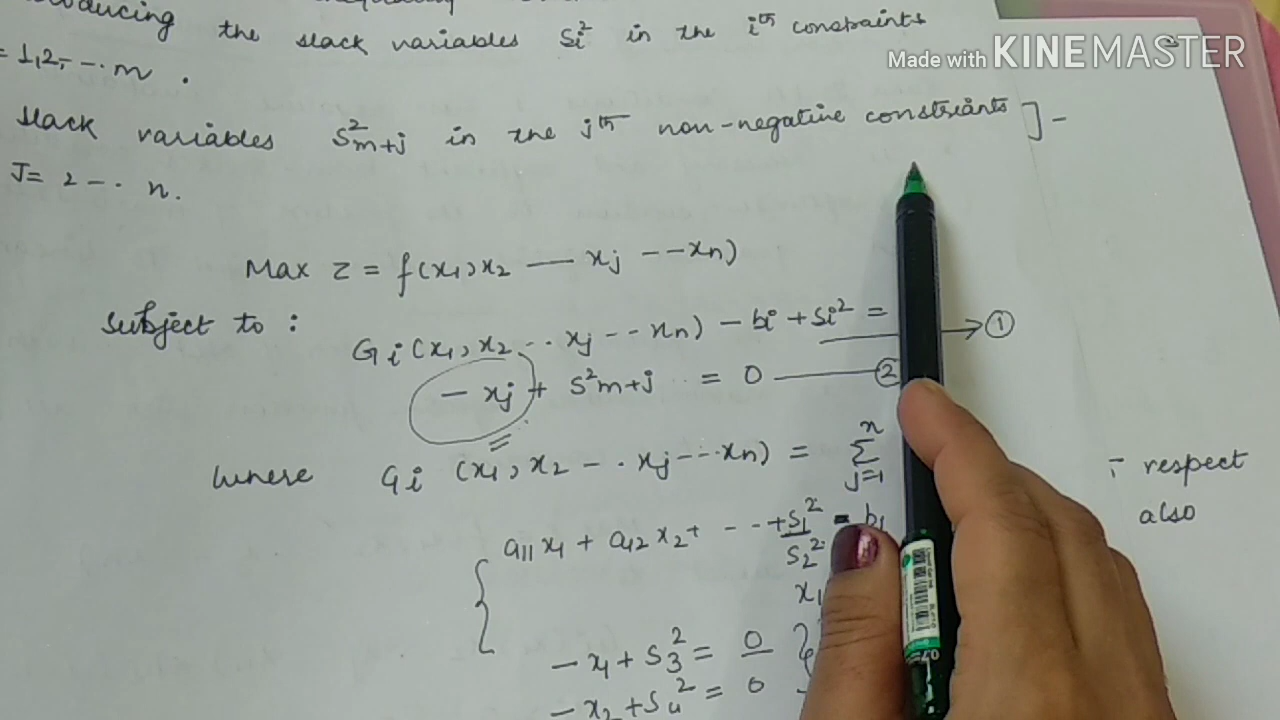 the slack variables Si² in the ith constraints
= 1,2, --. m .
Made with KINEMASTER
slack variables S²m+j in the jth non-negative constraints ] -
J= 2 -. n.
Max z = f(x1, x2 — xj -- xn)
Subject to :
Gi (x1, x2 .. xj -- xn) - bi + Si² = → ①
- xj + S²m+j = 0 — ②
where Gi (x1, x2 -. xj --. xn) = Σ j=1 n
respect
also
a11 x1 + a12 x2 + -- + S1² = b1
S2²
x1
- x1 + S3² = 0 }
- x2 + S4² = 0